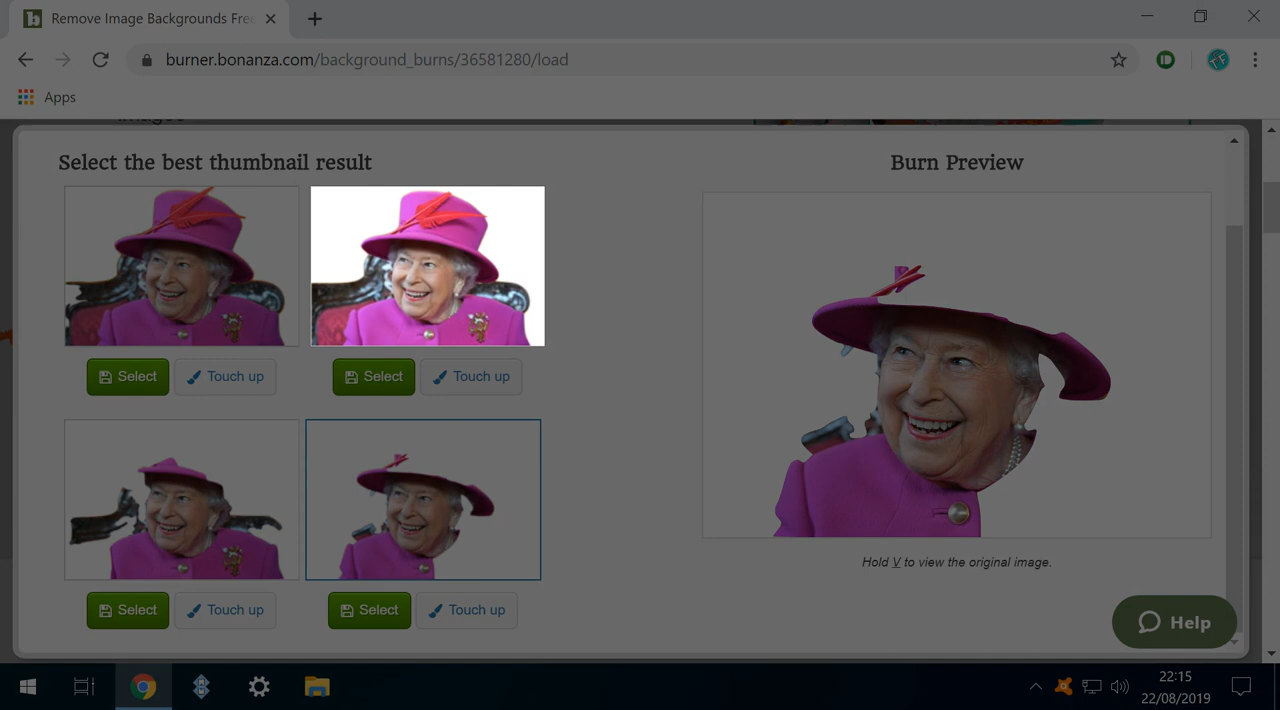 Remove Image Backgrounds Free
burner.bonanza.com/background_burns/36581280/load
Apps
Select the best thumbnail result
Burn Preview
Select
Touch up
Select
Touch up
Hold V to view the original image.
Select
Touch up
Select
Touch up
Help
22:15
22/08/2019